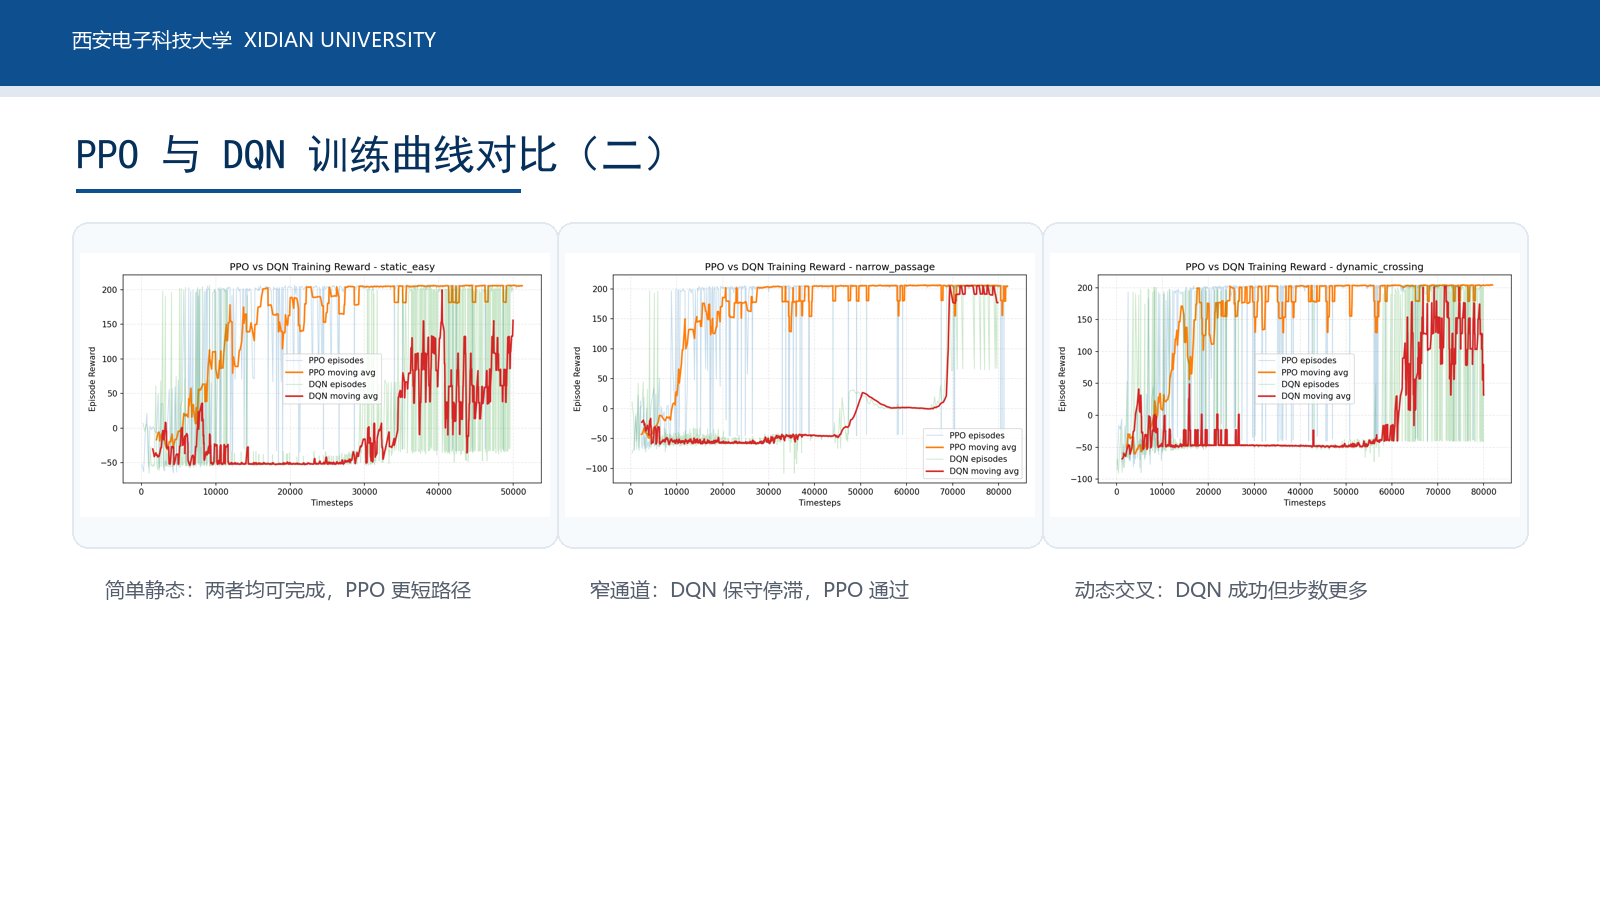 西安电子科技大学 XIDIAN UNIVERSITY
PPO 与 DQN 训练曲线对比（二）
PPO vs DQN Training Reward - static_easy
Episode Reward
200
150
100
50
0
−50
PPO episodes
PPO moving avg
DQN episodes
DQN moving avg
0 10000 20000 30000 40000 50000
Timesteps
PPO vs DQN Training Reward - narrow_passage
Episode Reward
200
150
100
50
0
−50
−100
PPO episodes
PPO moving avg
DQN episodes
DQN moving avg
0 10000 20000 30000 40000 50000 60000 70000 80000
Timesteps
PPO vs DQN Training Reward - dynamic_crossing
Episode Reward
200
150
100
50
0
−50
−100
PPO episodes
PPO moving avg
DQN episodes
DQN moving avg
0 10000 20000 30000 40000 50000 60000 70000 80000
Timesteps
简单静态：两者均可完成，PPO 更短路径
窄通道：DQN 保守停滞，PPO 通过
动态交叉：DQN 成功但步数更多